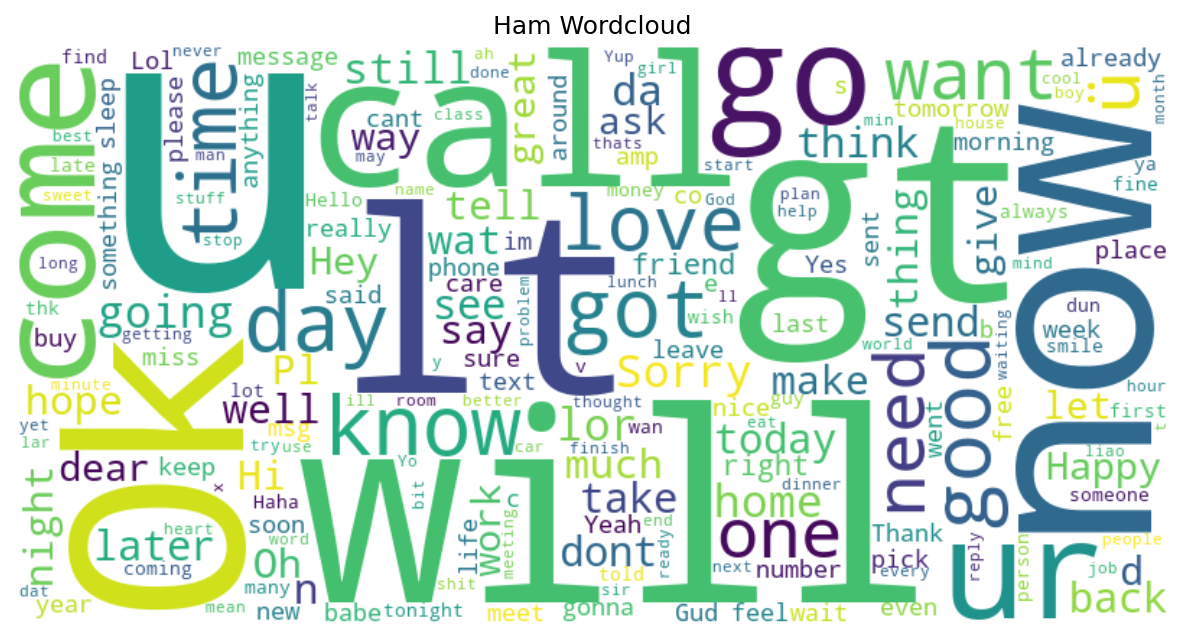 Ham Wordcloud
find
Lol
never
message
please
time
anything
talk
man
stuff
stop
u
come
best
late
sweet
something
sleep
long
thk
buy
getting
miss
going
day
call
still
ah
done
cant
way
may
class
great
around
Yup
girl
da
ask
thats
amp
go
s
min
start
want
cool
boy
ü
already
month
tomorrow
house
think
morning
ya
fine
always
place
mind
name
Hello
really
Hey
said
tell
wat
im
phone
care
see
say
sure
problem
y
text
lt
love
money
co
God
friend
e
lunch
ll
got
wish
leave
v
Sorry
gt
plan
help
Yes
last
sent
thing
give
world
send
b
waiting
now
dun
week
smile
hour
first
t
let
free
good
need
went
make
guy
nice
eat
today
right
dinner
home
one
number
next
minute
hope
yet
lar
ok
Pl
lot
well
msg
try
use
dear
keep
x
Hi
Haha
night
later
heart
coming
soon
word
Oh
many
n
new
mean
dat
year
ill
room
better
know
thought
lor
wan
finish
car
much
take
Yeah
end
dont
ready
told
sir
will
Yo
bit
life
work
c
meeting
shit
babe
tonight
meet
gonna
Gud
feel
wait
even
Thank
pick
every
reply
ur
person
people
job
d
back
Happy
liao
someone